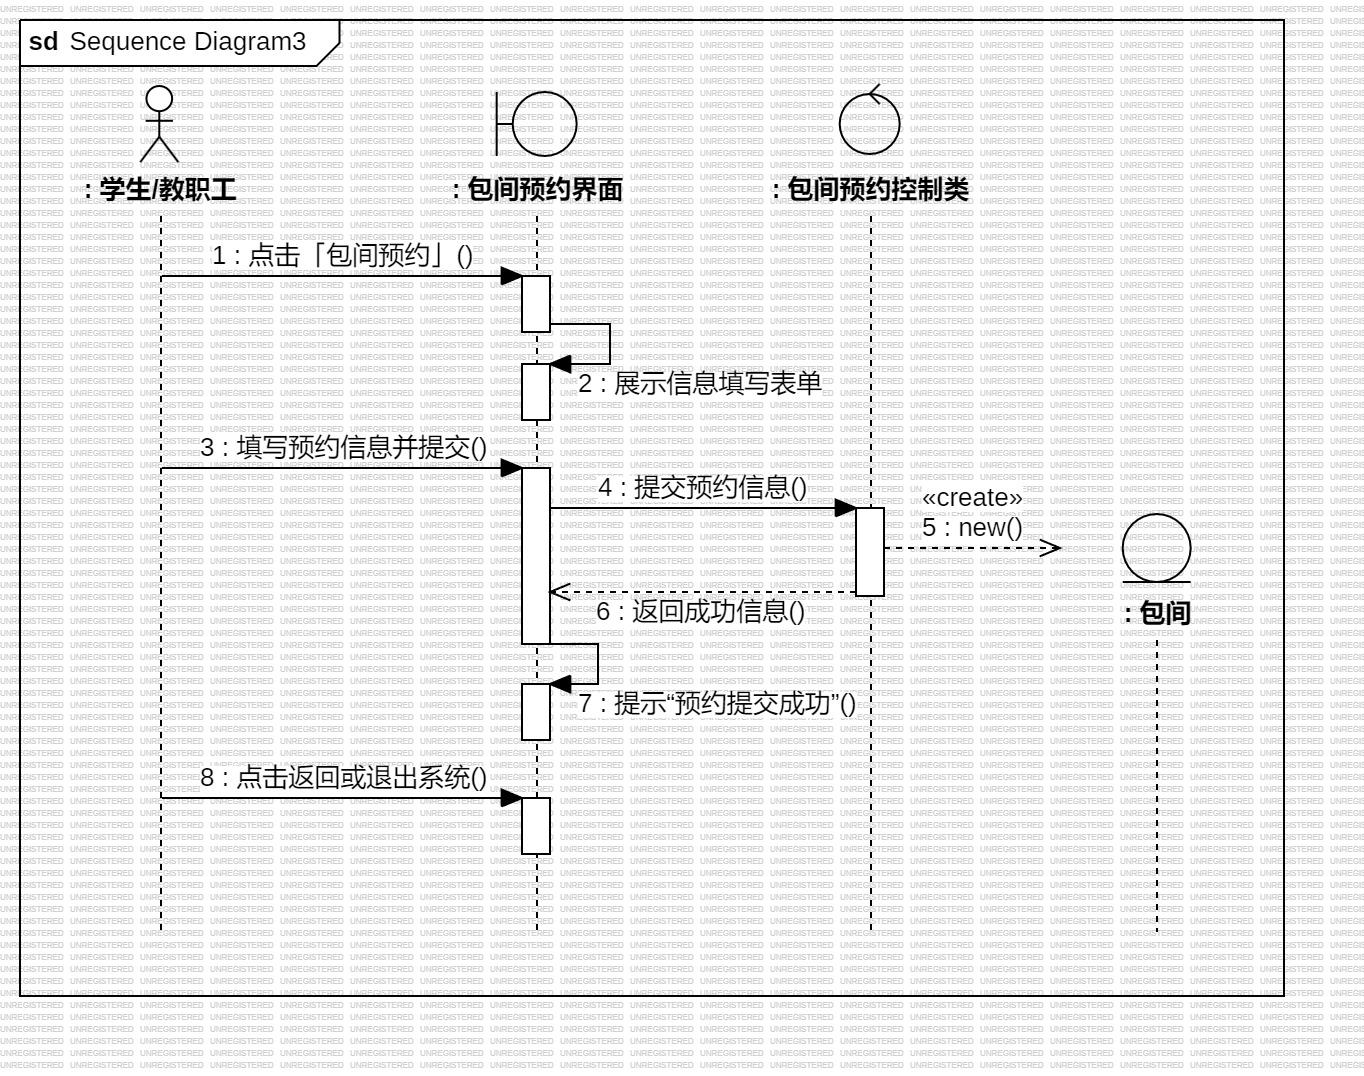 sd Sequence Diagram3
: 学生/教职工
: 包间预约界面
: 包间预约控制类
1 : 点击「包间预约」()
2 : 展示信息填写表单
3 : 填写预约信息并提交()
4 : 提交预约信息()
«create»
5 : new()
: 包间
6 : 返回成功信息()
7 : 提示“预约提交成功”()
8 : 点击返回或退出系统()
UNREGISTERED